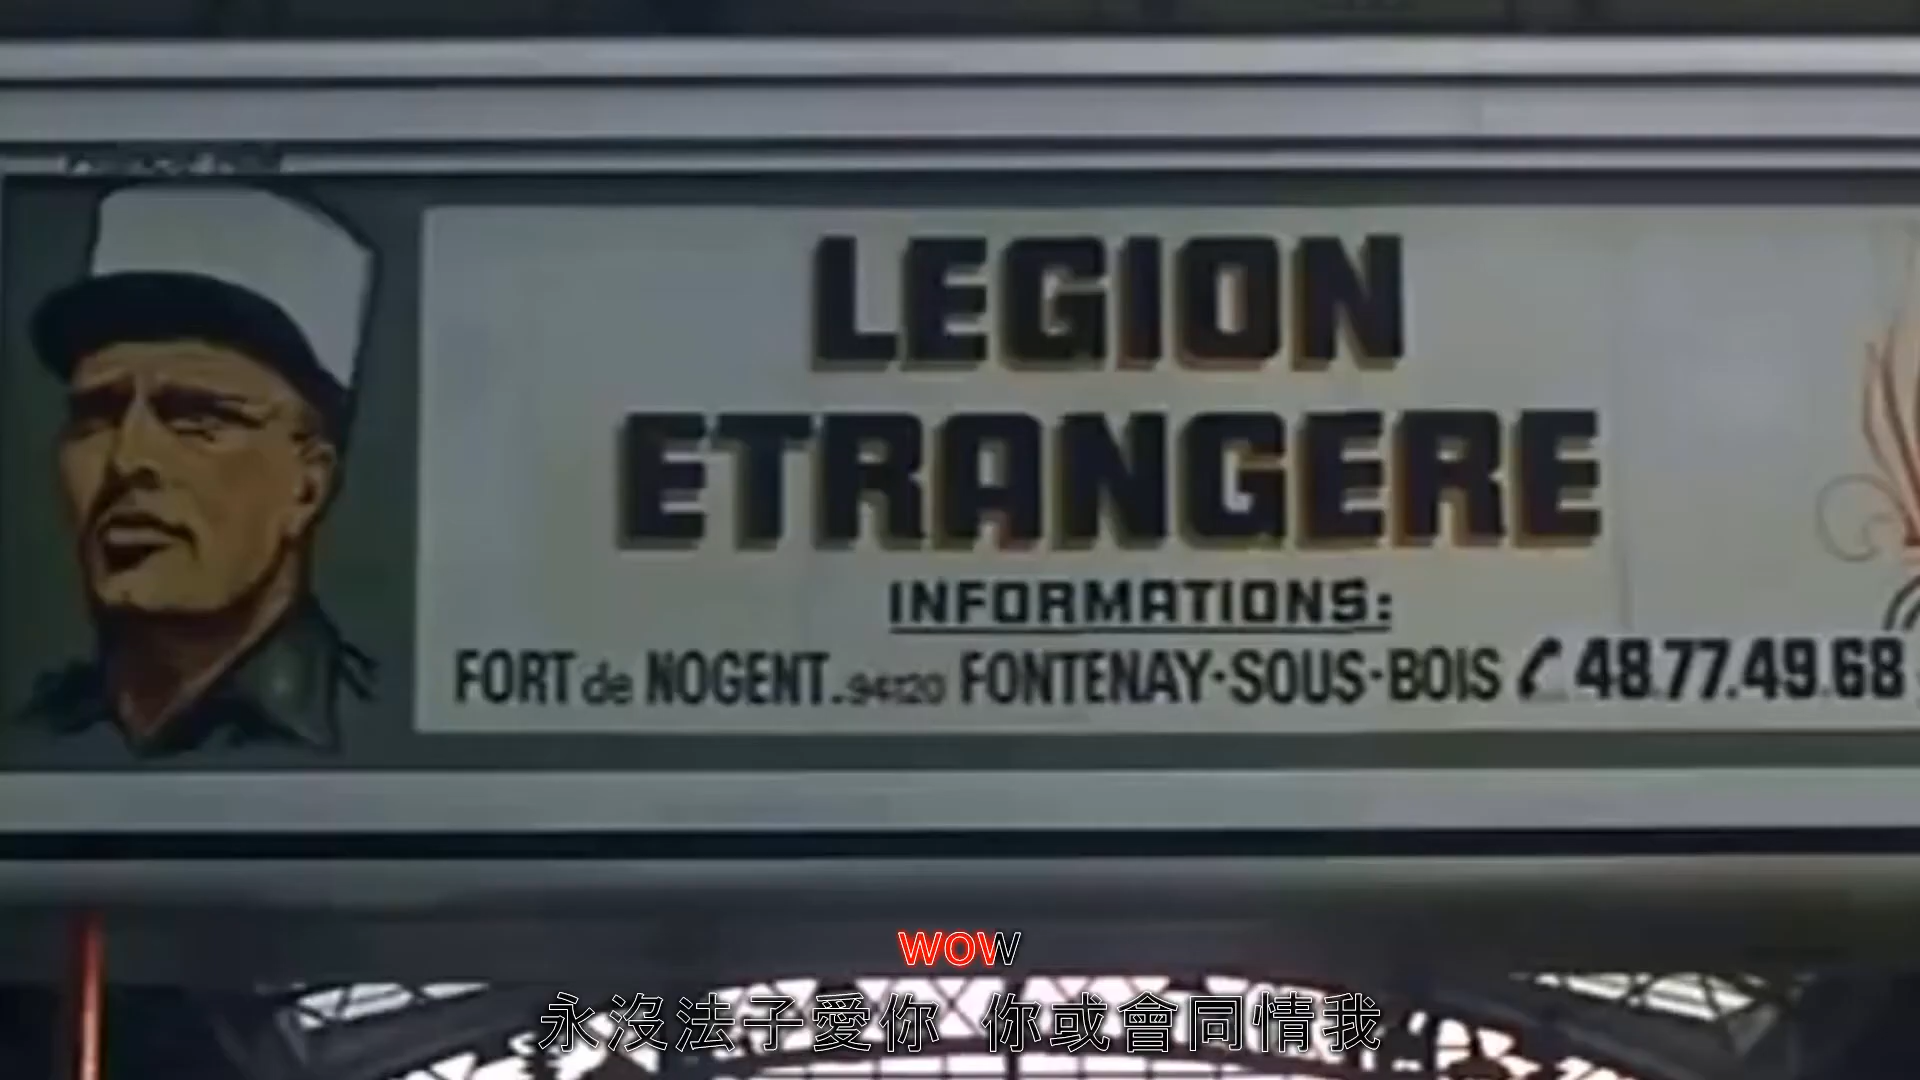 LEGION
ETRANGERE
INFORMATIONS:
FORT de NOGENT. 94120 FONTENAY-SOUS-BOIS 48.77.49.68
WOW
永沒法子愛你 你或會同情我